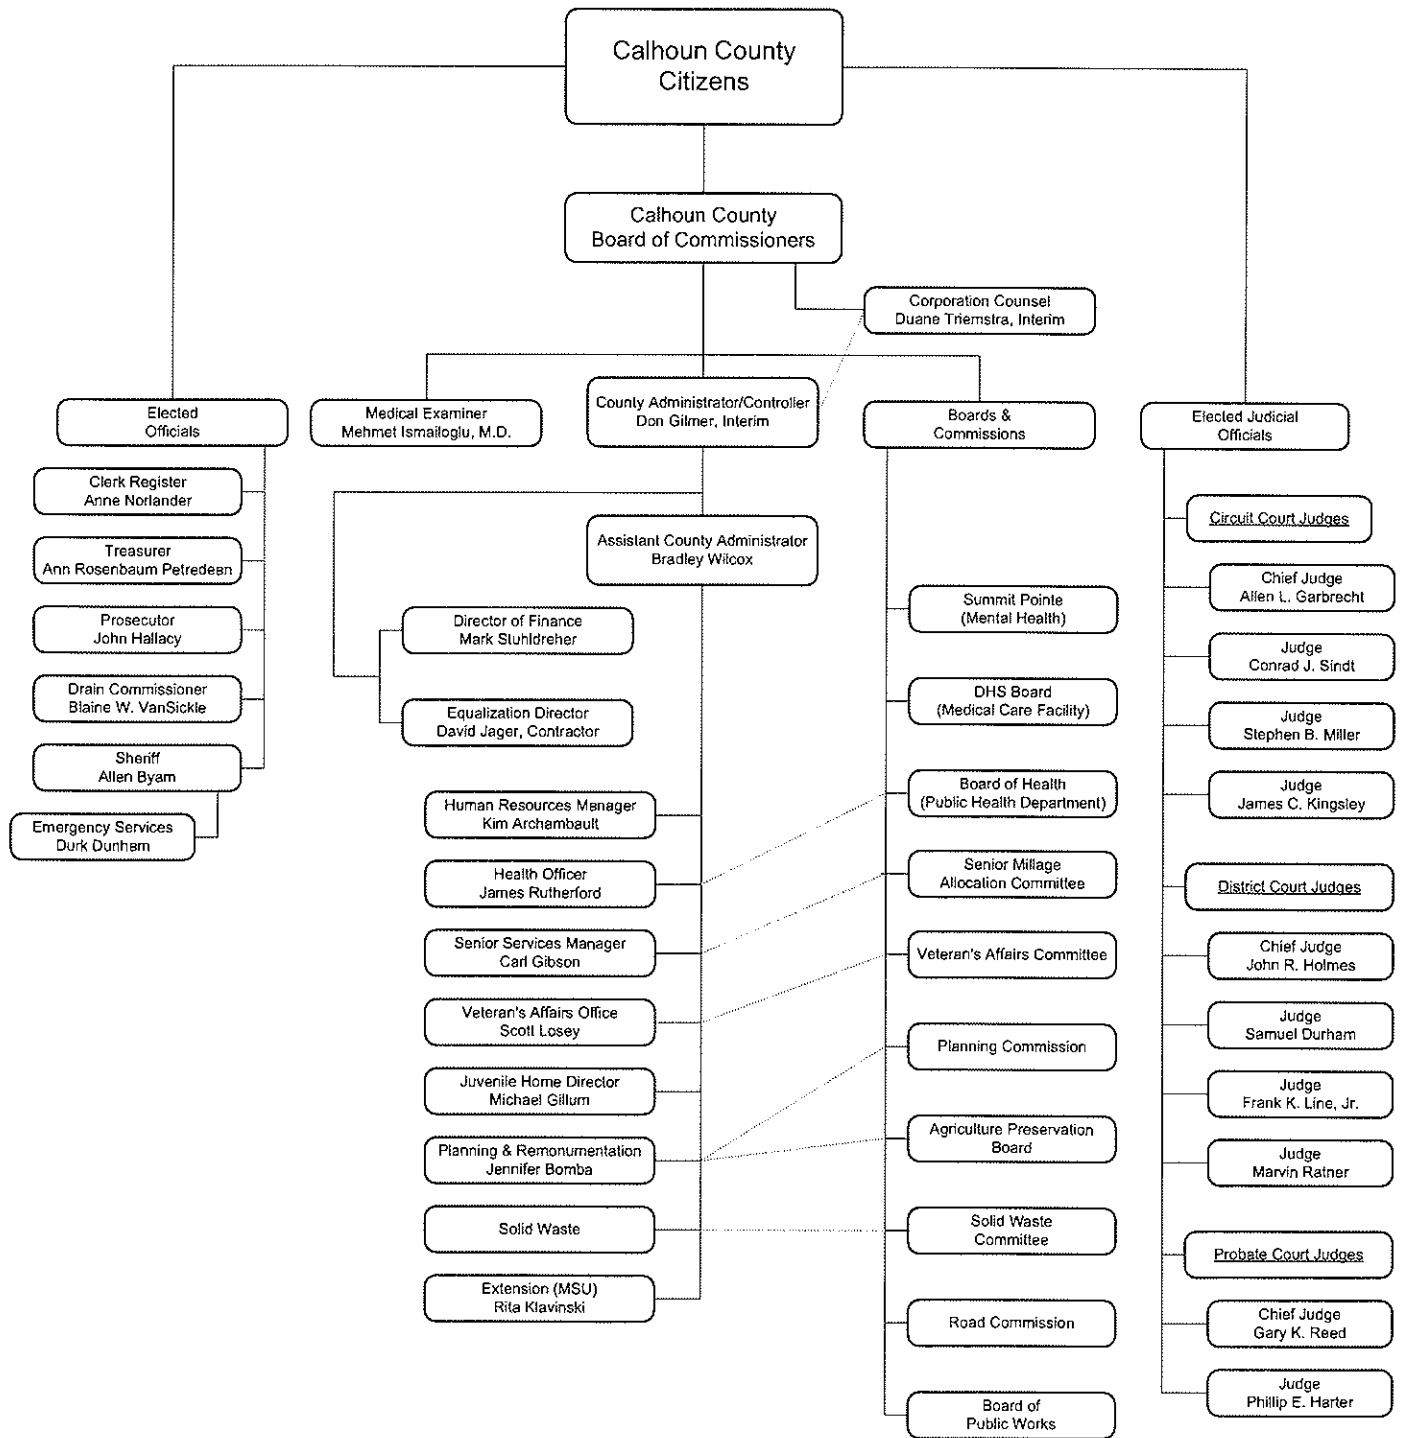 Calhoun County
Citizens
Calhoun County
Board of Commissioners
Corporation Counsel
Duane Triemstra, Interim
Elected
Officials
Medical Examiner
Mehmet Ismailoglu, M.D.
County Administrator/Controller
Don Gilmer, Interim
Boards &
Commissions
Elected Judicial
Officials
Clerk Register
Anne Norlander
Treasurer
Ann Rosenbaum Petredean
Prosecutor
John Hallacy
Drain Commissioner
Blaine W. VanSickle
Sheriff
Allen Byam
Emergency Services
Durk Dunham
Assistant County Administrator
Bradley Wilcox
Director of Finance
Mark Stuhldreher
Equalization Director
David Jager, Contractor
Human Resources Manager
Kim Archambault
Health Officer
James Rutherford
Senior Services Manager
Carl Gibson
Veteran's Affairs Office
Scott Losey
Juvenile Home Director
Michael Gillum
Planning & Remonumentation
Jennifer Bomba
Solid Waste
Extension (MSU)
Rita Klavinski
Summit Pointe
(Mental Health)
DHS Board
(Medical Care Facility)
Board of Health
(Public Health Department)
Senior Millage
Allocation Committee
Veteran's Affairs Committee
Planning Commission
Agriculture Preservation
Board
Solid Waste
Committee
Road Commission
Board of
Public Works
Circuit Court Judges
Chief Judge
Allen L. Garbrecht
Judge
Conrad J. Sindt
Judge
Stephen B. Miller
Judge
James C. Kingsley
District Court Judges
Chief Judge
John R. Holmes
Judge
Samuel Durham
Judge
Frank K. Line, Jr.
Judge
Marvin Ratner
Probate Court Judges
Chief Judge
Gary K. Reed
Judge
Phillip E. Harter